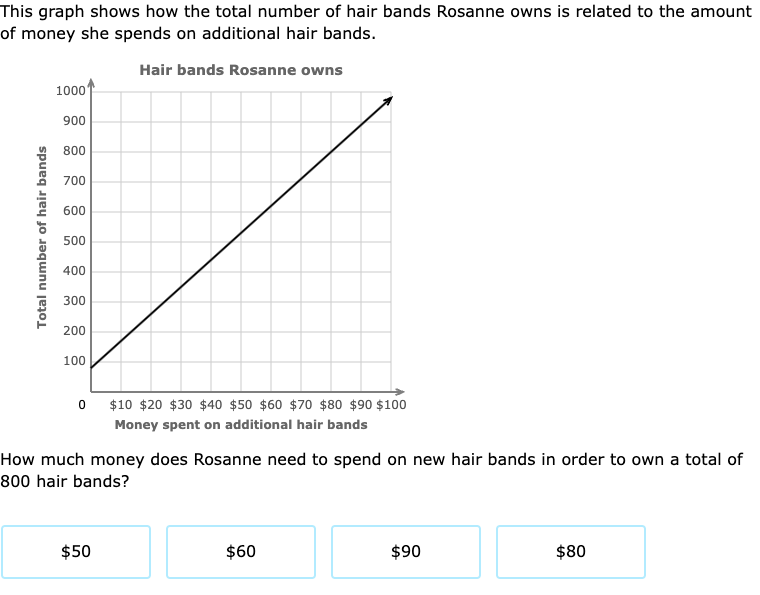 This graph shows how the total number of hair bands Rosanne owns is related to the amount
of money she spends on additional hair bands.
Hair bands Rosanne owns
Total number of hair bands
1000
900
800
700
600
500
400
300
200
100
0 $10 $20 $30 $40 $50 $60 $70 $80 $90 $100
Money spent on additional hair bands
How much money does Rosanne need to spend on new hair bands in order to own a total of
800 hair bands?
$50 $60 $90 $80